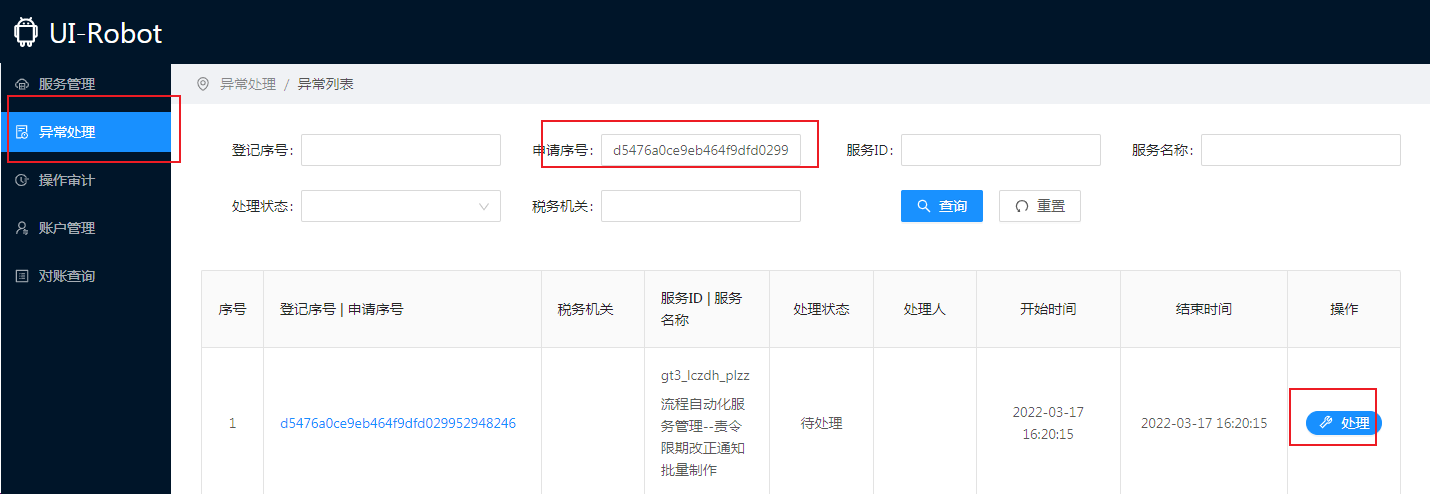 UI-Robot
服务管理
异常处理
操作审计
账户管理
对账查询
异常处理 / 异常列表
登记序号:
申请序号: d5476a0ce9eb464f9dfd0299
服务ID:
服务名称:
处理状态:
税务机关:
查询
重置
序号
登记序号 | 申请序号
税务机关
服务ID | 服务
名称
处理状态
处理人
开始时间
结束时间
操作
1
d5476a0ce9eb464f9dfd029952948246
gt3_lczdh_plzz
流程自动化服
务管理--责令
限期改正通知
批量制作
待处理
2022-03-17
16:20:15
2022-03-17 16:20:15
处理